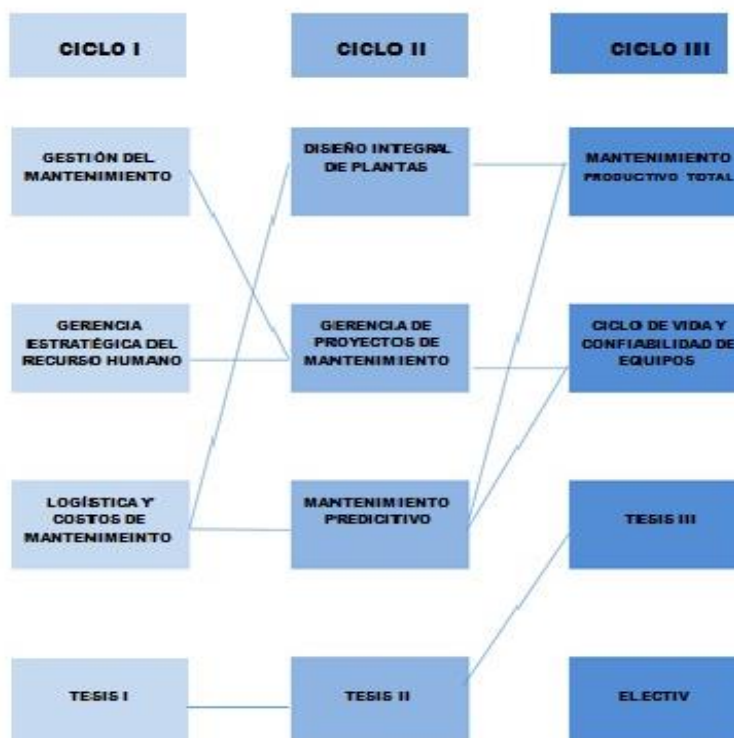 CICLO I
CICLO II
CICLO III
GESTIÓN DEL
MANTENIMIENTO
DISEÑO INTEGRAL
DE PLANTAS
MANTENIMIENTO
PRODUCTIVO TOTAL
GERENCIA
ESTRATÉGICA DEL
RECURSO HUMANO
GERENCIA DE
PROYECTOS DE
MANTENIMIENTO
CICLO DE VIDA Y
CONFIABILIDAD DE
EQUIPOS
LOGÍSTICA Y
COSTOS DE
MANTENIMEINTO
MANTENIMIENTO
PREDICITIVO
TESIS III
TESIS I
TESIS II
ELECTIV